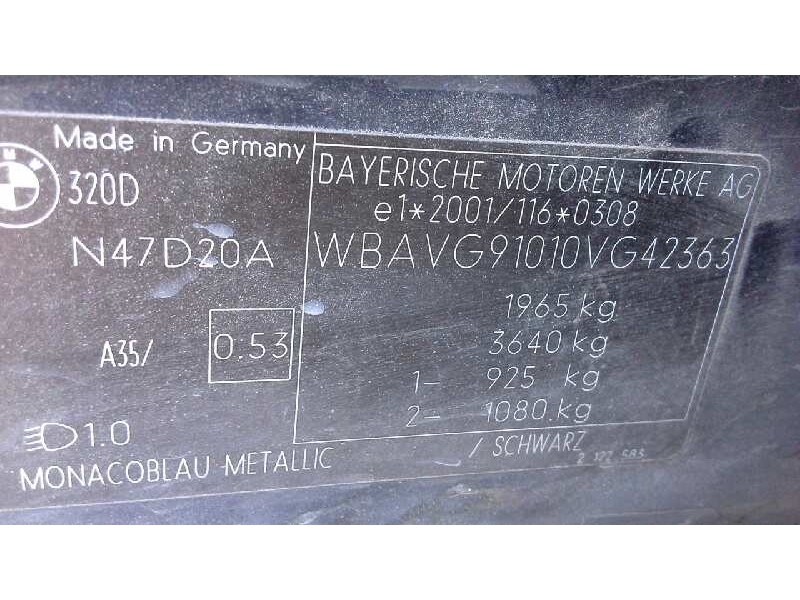 BMW
Made in Germany
320D
N47D20A
A35/ 0.53
1.0
MONACOBLAU METALLIC
BAYERISCHE MOTOREN WERKE AG
e1*2001/116*0308
WBAVG91010VG42363
1965 kg
3640 kg
1- 925 kg
2- 1080.kg
/ SCHWARZ